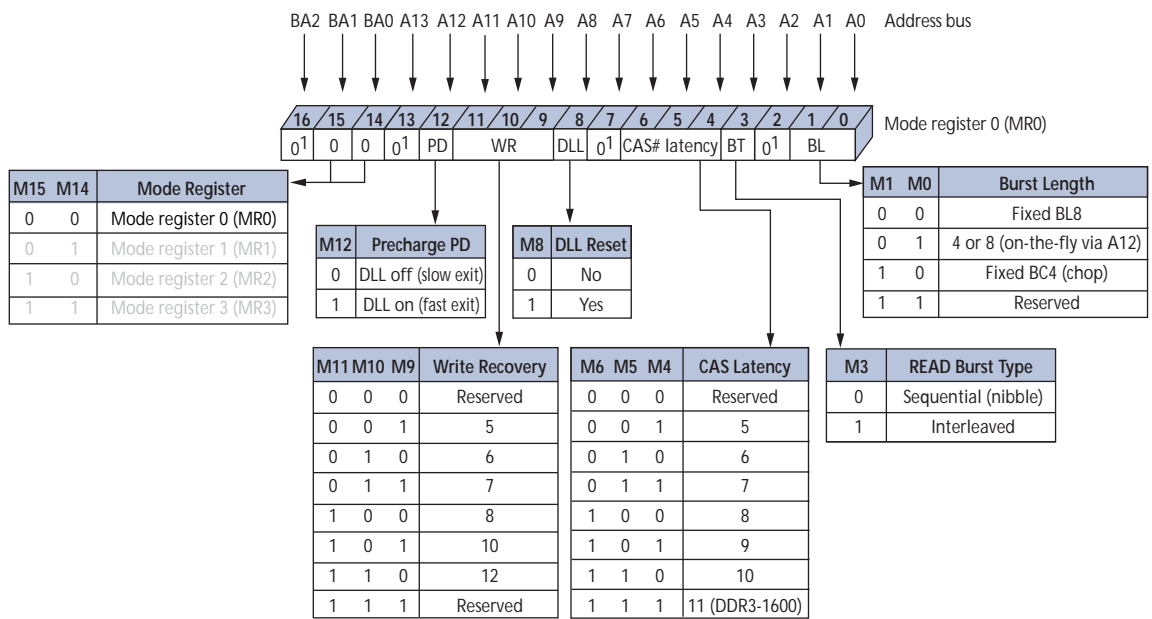 BA2 BA1 BA0 A13 A12 A11 A10 A9 A8 A7 A6 A5 A4 A3 A2 A1 A0 Address bus
16 15 14 13 12 11 10 9 8 7 6 5 4 3 2 1 0
Mode register 0 (MR0)
0¹ 0 0 0¹ PD WR DLL 0¹ CAS# latency BT 0¹ BL
M15 M14 Mode Register
0 0 Mode register 0 (MR0)
0 1 Mode register 1 (MR1)
1 0 Mode register 2 (MR2)
1 1 Mode register 3 (MR3)
M12 Precharge PD
0 DLL off (slow exit)
1 DLL on (fast exit)
M8 DLL Reset
0 No
1 Yes
M1 M0 Burst Length
0 0 Fixed BL8
0 1 4 or 8 (on-the-fly via A12)
1 0 Fixed BC4 (chop)
1 1 Reserved
M11 M10 M9 Write Recovery
0 0 0 Reserved
0 0 1 5
0 1 0 6
0 1 1 7
1 0 0 8
1 0 1 10
1 1 0 12
1 1 1 Reserved
M6 M5 M4 CAS Latency
0 0 0 Reserved
0 0 1 5
0 1 0 6
0 1 1 7
1 0 0 8
1 0 1 9
1 1 0 10
1 1 1 11 (DDR3-1600)
M3 READ Burst Type
0 Sequential (nibble)
1 Interleaved